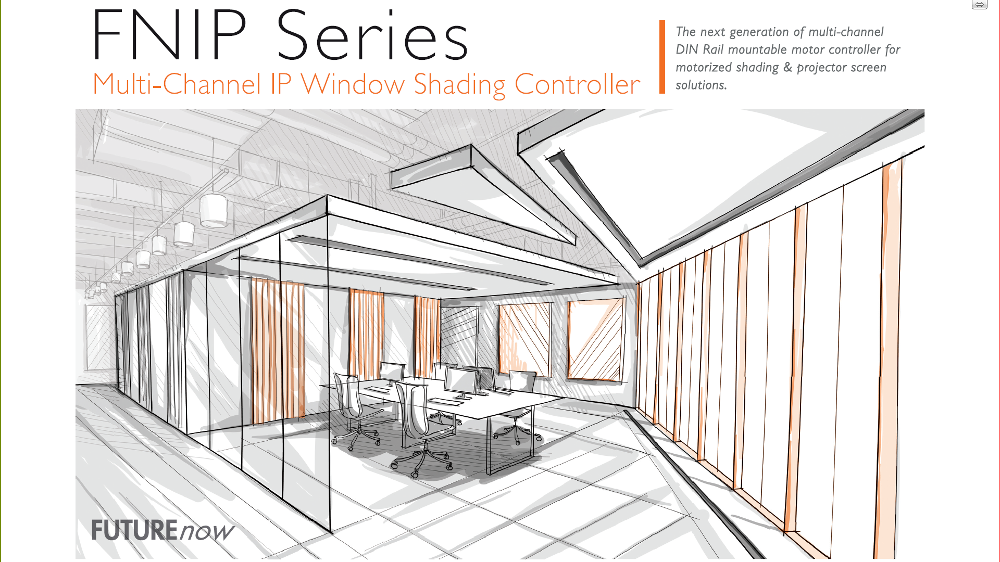 FNIP Series
Multi-Channel IP Window Shading Controller
The next generation of multi-channel
DIN Rail mountable motor controller for
motorized shading & projector screen
solutions.
FUTUREnow